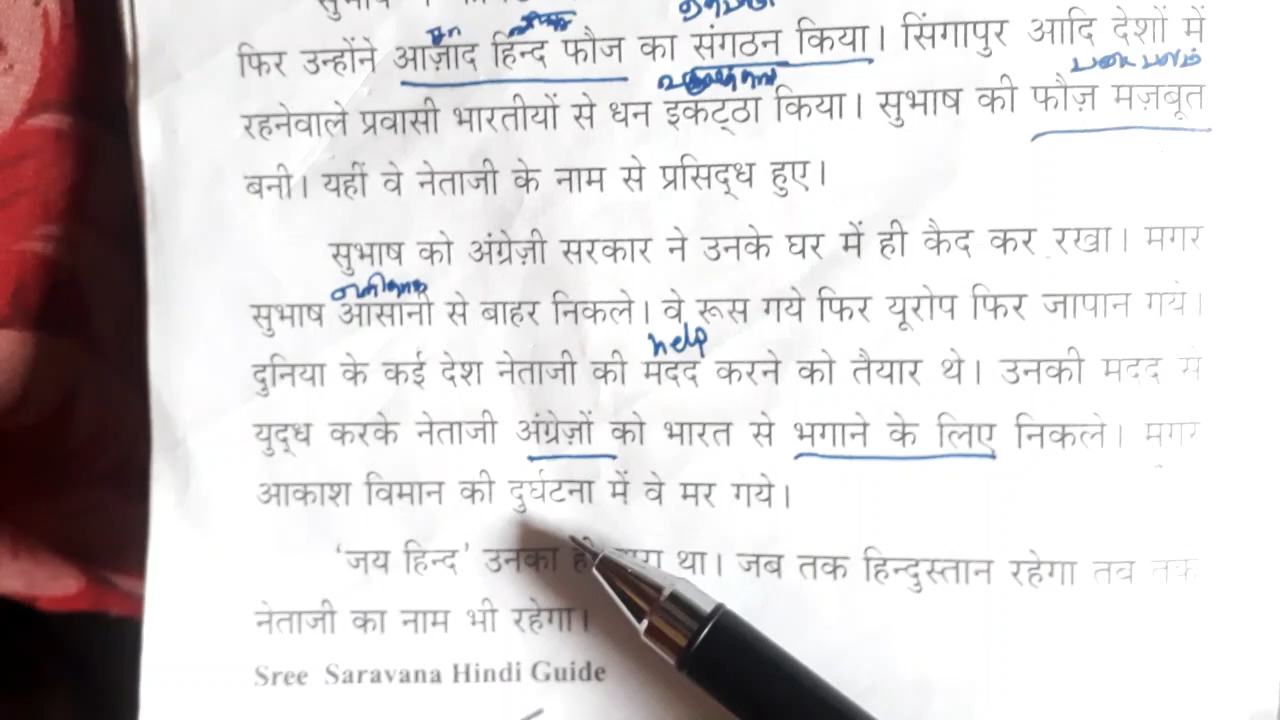 फिर उन्होंने आज़ाद हिन्द फौज का संगठन किया। सिंगापुर आदि देशों में
रहनेवाले प्रवासी भारतीयों से धन इकट्ठा किया। सुभाष की फौज़ मज़बूत
बनी। यहीं वे नेताजी के नाम से प्रसिद्ध हुए।
सुभाष को अंग्रेज़ी सरकार ने उनके घर में ही कैद कर रखा। मगर
सुभाष आसानी से बाहर निकले। वे रूस गये फिर यूरोप फिर जापान गये।
help
दुनिया के कई देश नेताजी की मदद करने को तैयार थे। उनकी मदद से
युद्ध करके नेताजी अंग्रेज़ों को भारत से भगाने के लिए निकले। मगर
आकाश विमान की दुर्घटना में वे मर गये।
'जय हिन्द' उनका ही था। जब तक हिन्दुस्तान रहेगा तब तक
नेताजी का नाम भी रहेगा।
Sree Saravana Hindi Guide